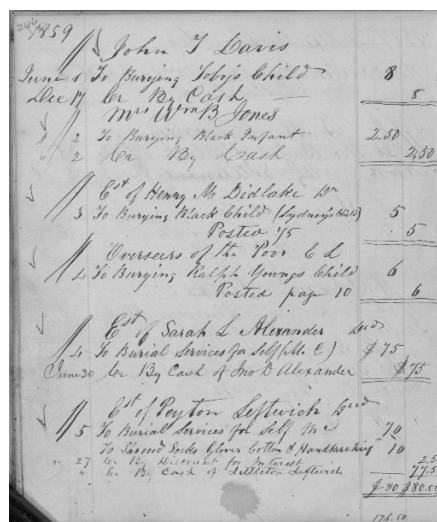 246
1859
John T Davis
June 1 To Burying Toby's Child 8
Dec 17 Cr By Cash 8
Mrs Wm B Jones
" 2 To Burying Black Infant 2.50
" 2 Cr By Cash 2,50
Est of Henry M Didlake
3 To Burying Black Child (Sydney's Child) 5
Posted 75 5
Overseers of the Poor C L
4 To Burying Ralph Youngs Child 6
Posted page 10 6
Est of Sarah L Alexander Decd
4 To Burial Services for Self (M C) $75
June 20 Cr By Cash of Jno D Alexander $75
Est of Peyton Leftwich Decd
5 To Burial Services for Self Mc 70
To Shroud Socks Gloves Cotton & Handkerchief 10
" 27 Cr By Discount for Interest 2.5
" Cr By Cash of Littleton Leftwich 77.5
$80 $80.00
176.50